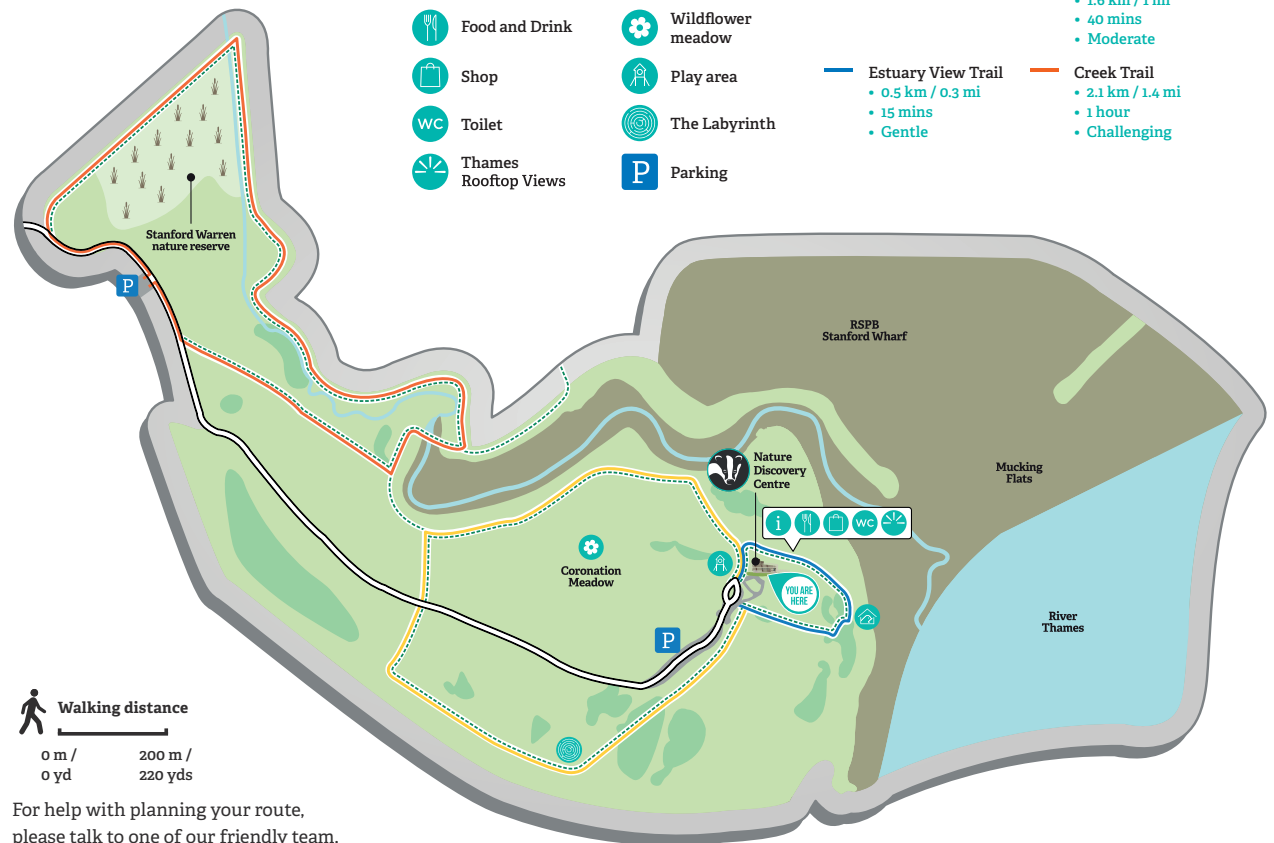 Food and Drink
Shop
WC
Toilet
Thames
Rooftop Views
Wildflower
meadow
Play area
The Labyrinth
P
Parking
• 40 mins
• Moderate
Estuary View Trail
• 0.5 km / 0.3 mi
• 15 mins
• Gentle
Creek Trail
• 2.1 km / 1.4 mi
• 1 hour
• Challenging
Stanford Warren
nature reserve
P
RSPB
Stanford Wharf
Mucking
Flats
River
Thames
Nature
Discovery
Centre
i
WC
YOU ARE
HERE
Coronation
Meadow
P
Walking distance
0 m /
0 yd
200 m /
220 yds
For help with planning your route,
please talk to one of our friendly team.